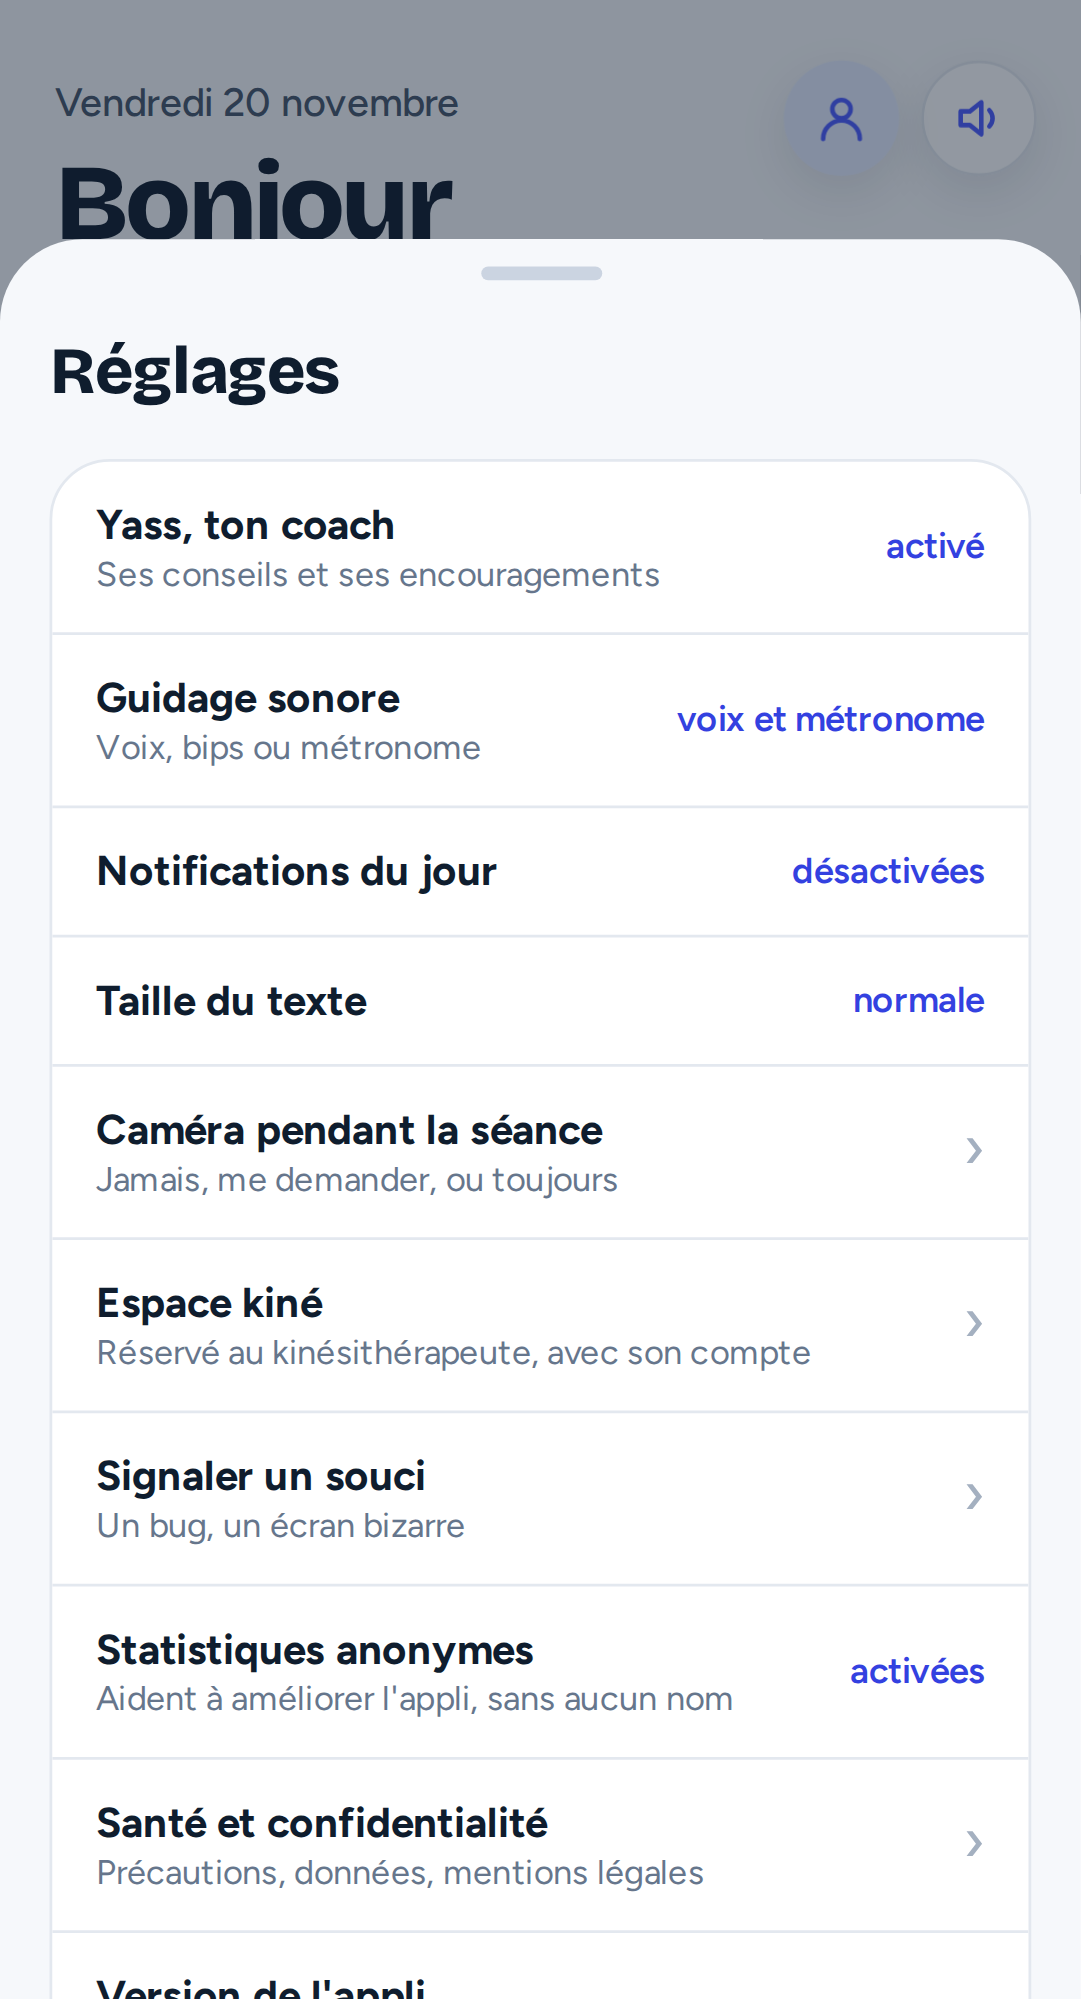 Vendredi 20 novembre
Bonjour
Réglages
Yass, ton coach
Ses conseils et ses encouragements
activé
Guidage sonore
Voix, bips ou métronome
voix et métronome
Notifications du jour
désactivées
Taille du texte
normale
Caméra pendant la séance
Jamais, me demander, ou toujours
Espace kiné
Réservé au kinésithérapeute, avec son compte
Signaler un souci
Un bug, un écran bizarre
Statistiques anonymes
Aident à améliorer l'appli, sans aucun nom
activées
Santé et confidentialité
Précautions, données, mentions légales
Version de l'appli